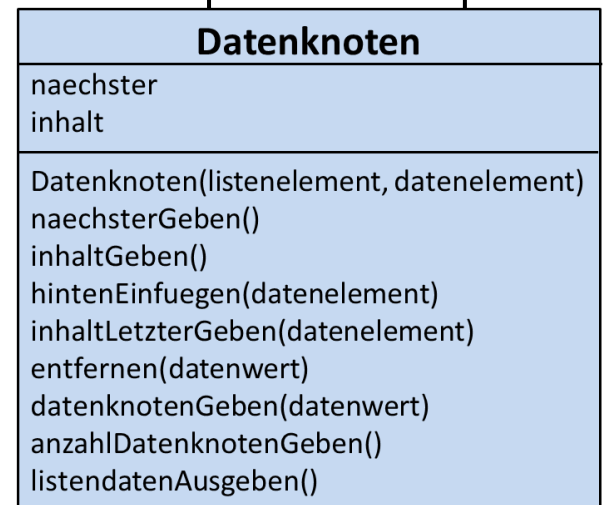 Datenknoten
naechster
inhalt
Datenknoten(listenelement, datenelement)
naechsterGeben()
inhaltGeben()
hintenEinfuegen(datenelement)
inhaltLetzterGeben(datenelement)
entfernen(datenwert)
datenknotenGeben(datenwert)
anzahlDatenknotenGeben()
listendatenAusgeben()